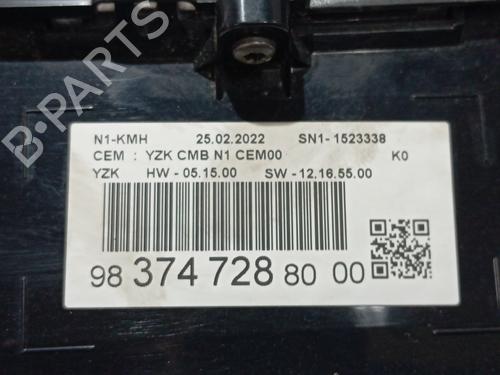 B-PARTS
N1-KMH 25.02.2022 SN1- 1523338
CEM : YZK CMB N1 CEM00 K0
YZK HW - 05.15.00 SW - 12.16.55.00
98 374 728 80 00